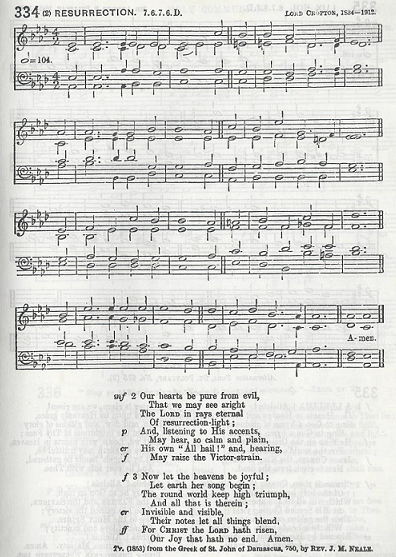 334 (2) RESURRECTION. 7.6.7.6.D. LORD CROFTON, 1834–1912.
=104.
A- men.
mf 2 Our hearts be pure from evil,
That we may see aright
The LORD in rays eternal
Of resurrection-light ;
p And, listening to His accents,
May hear, so calm and plain,
cr His own "All hail !" and, hearing,
f May raise the Victor-strain.
f 3 Now let the heavens be joyful ;
Let earth her song begin ;
The round world keep high triumph,
And all that is therein ;
cr Invisible and visible,
Their notes let all things blend,
ff For CHRIST the LORD hath risen,
Our Joy that hath no end. Amen.
Tr. (1853) from the Greek of St. John of Damascus, 750, by REV. J. M. NEALE.